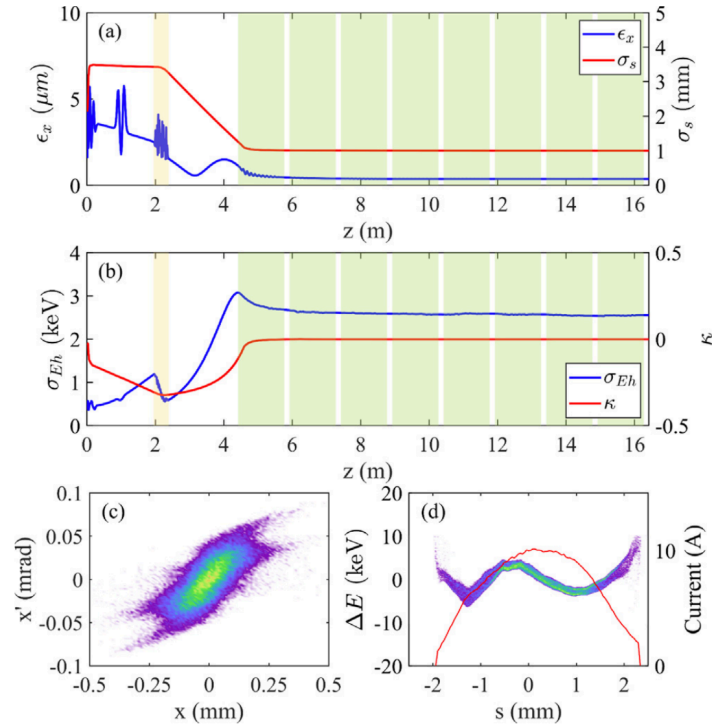 (a)
10
5
0
ϵx (μm)
5
4
3
2
1
0
σs (mm)
ϵx
σs
0 2 4 6 8 10 12 14 16
z (m)
(b)
4
3
2
1
0
σEh (keV)
0.5
0
-0.5
κ
σEh
κ
0 2 4 6 8 10 12 14 16
z (m)
(c)
0.1
0.05
0
-0.05
-0.1
x' (mrad)
-0.5 -0.25 0 0.25 0.5
x (mm)
(d)
20
10
0
-10
-20
ΔE (keV)
10
5
0
Current (A)
-2 -1 0 1 2
s (mm)